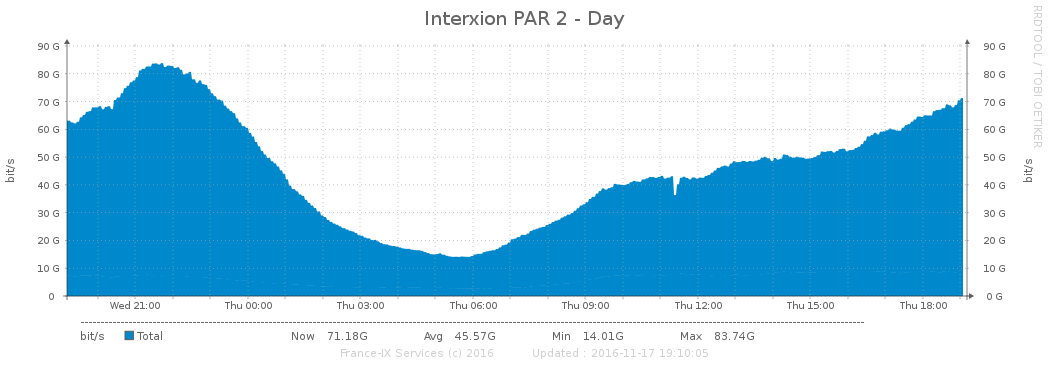 Interxion PAR 2 - Day
RRDTOOL / TOBI OETIKER
90 G 90 G
80 G 80 G
70 G 70 G
60 G 60 G
50 G 50 G
40 G 40 G
30 G 30 G
20 G 20 G
10 G 10 G
0 0 G
bit/s
bit/s
Wed 21:00 Thu 00:00 Thu 03:00 Thu 06:00 Thu 09:00 Thu 12:00 Thu 15:00 Thu 18:00
bit/s Total Now 71.18G Avg 45.57G Min 14.01G Max 83.74G
France-IX Services (c) 2016 Updated : 2016-11-17 19:10:05